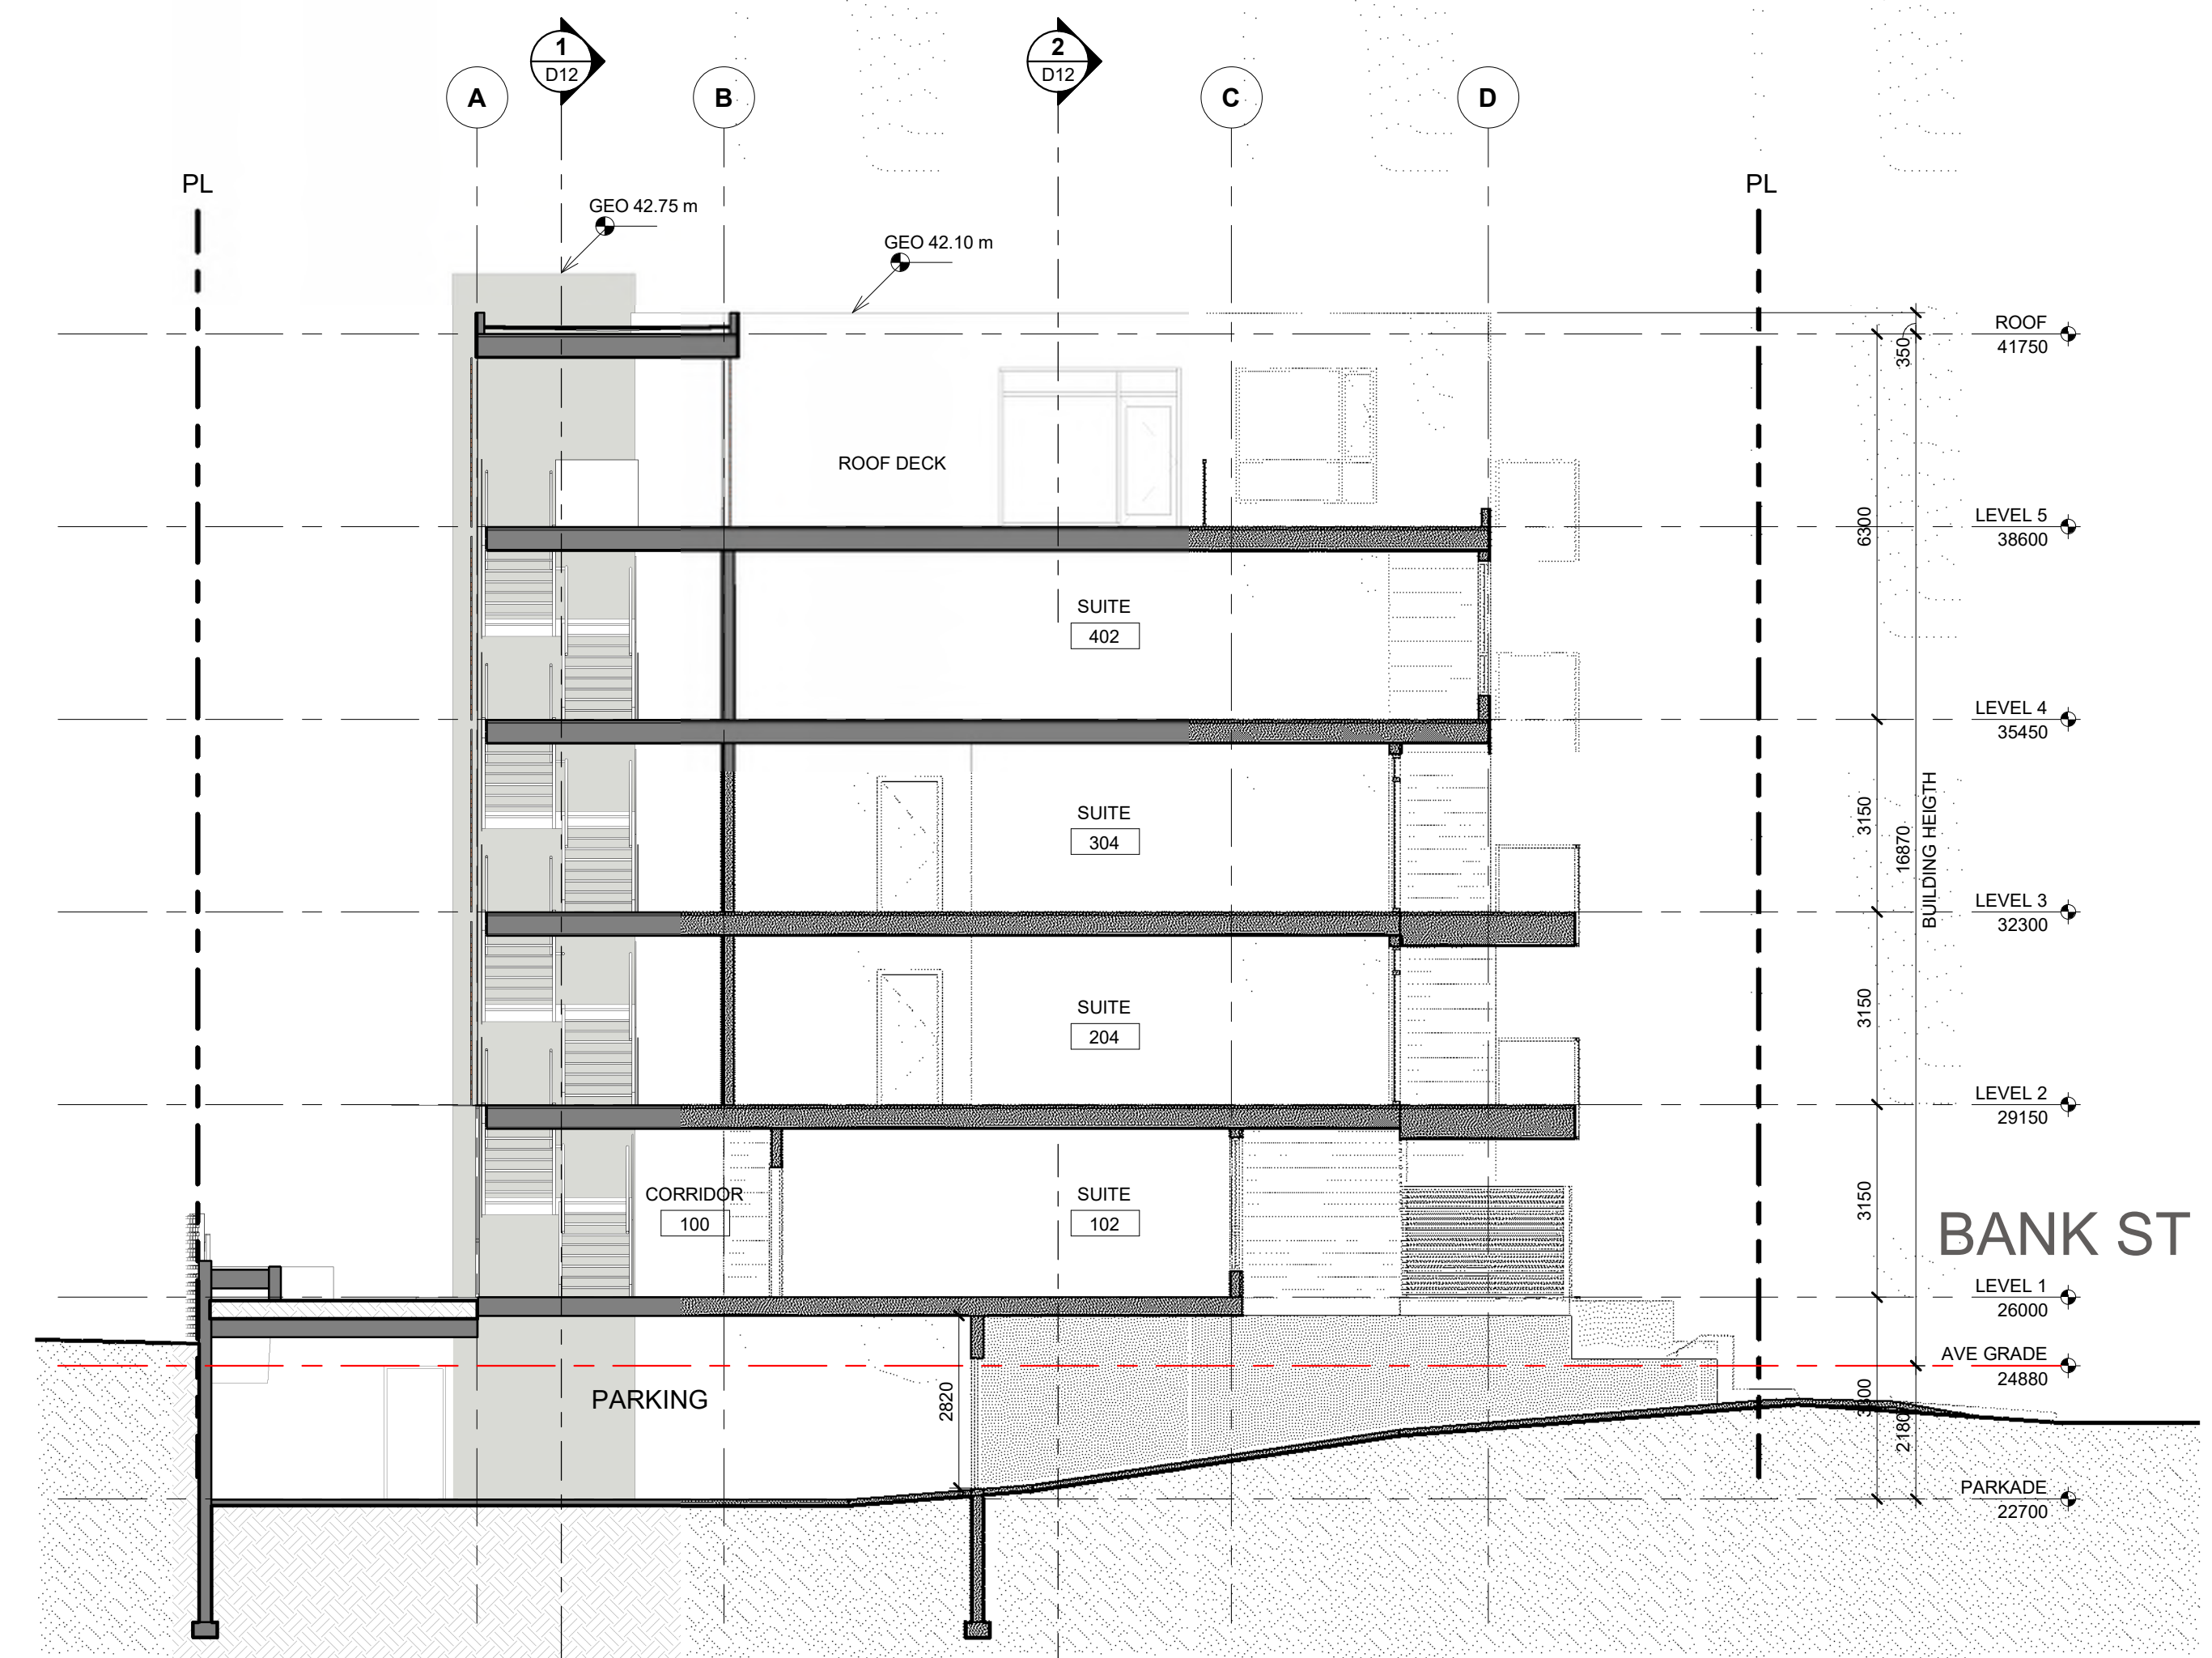 1
D12
2
D12
A
B
C
D
PL
PL
GEO 42.75 m
GEO 42.10 m
ROOF
41750
350
ROOF DECK
LEVEL 5
38600
6300
SUITE
402
LEVEL 4
35450
SUITE
304
3150
16870
BUILDING HEIGTH
LEVEL 3
32300
SUITE
204
3150
LEVEL 2
29150
CORRIDOR
100
SUITE
102
3150
BANK ST
LEVEL 1
26000
AVE GRADE
24880
PARKING
2820
3300
2180
PARKADE
22700